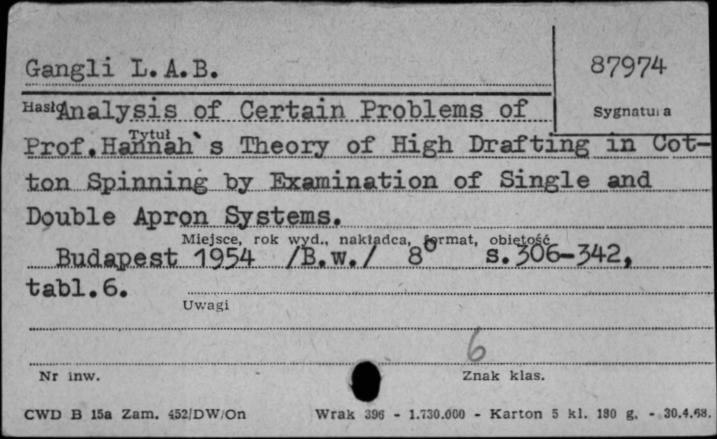 Gangli L.A.B.
87974
Hasło
Sygnatura
Analysis of Certain Problems of
Tytuł
Prof.Hannah`s Theory of High Drafting in Cot-
ton Spinning by Examination of Single and
Double Apron Systems.
Miejsce, rok wyd., nakładca, format, objętość
Budapest 1954 /B.w./ 8° s.306-342,
tabl.6.
Uwagi
6
Nr inw.
Znak klas.
CWD B 15a Zam. 452/DW/On Wrak 396 - 1.730.000 - Karton 5 kl. 180 g. - 30.4.68.